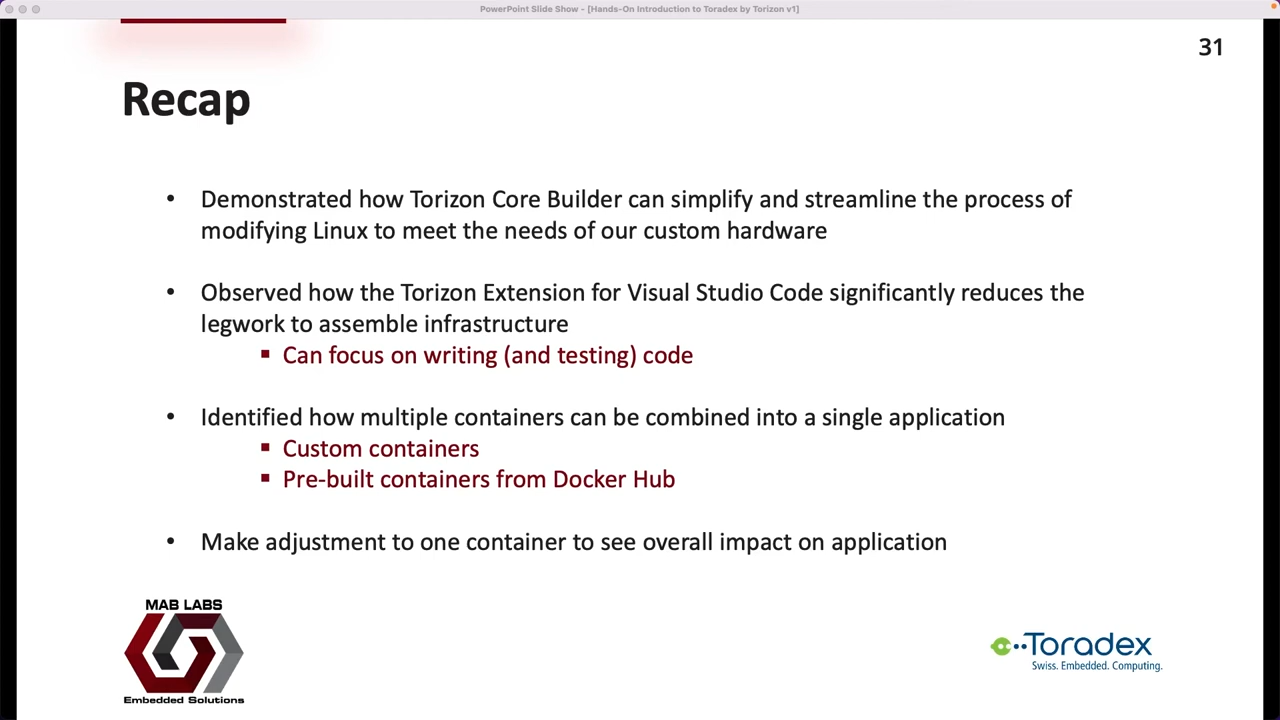 PowerPoint Slide Show - [Hands-On Introduction to Toradex by Torizon v1]
31
Recap
• Demonstrated how Torizon Core Builder can simplify and streamline the process of
modifying Linux to meet the needs of our custom hardware
• Observed how the Torizon Extension for Visual Studio Code significantly reduces the
legwork to assemble infrastructure
▪ Can focus on writing (and testing) code
• Identified how multiple containers can be combined into a single application
▪ Custom containers
▪ Pre-built containers from Docker Hub
• Make adjustment to one container to see overall impact on application
MAB LABS
Embedded Solutions
Toradex
Swiss. Embedded. Computing.